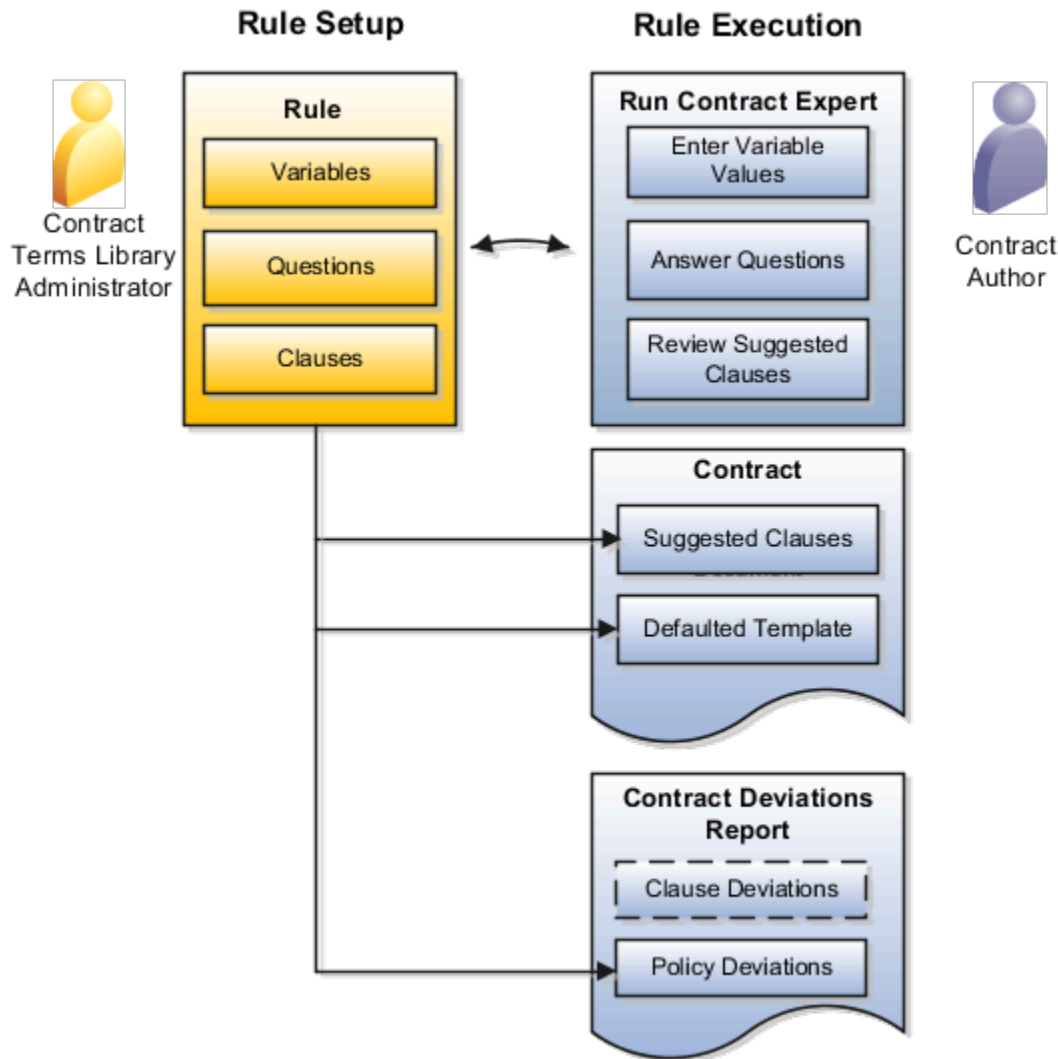 Rule Setup
Rule Execution
Rule
Variables
Questions
Clauses
Contract
Terms Library
Administrator
Run Contract Expert
Enter Variable
Values
Answer Questions
Review Suggested
Clauses
Contract
Author
Contract
Suggested Clauses
Defaulted Template
Contract Deviations
Report
Clause Deviations
Policy Deviations